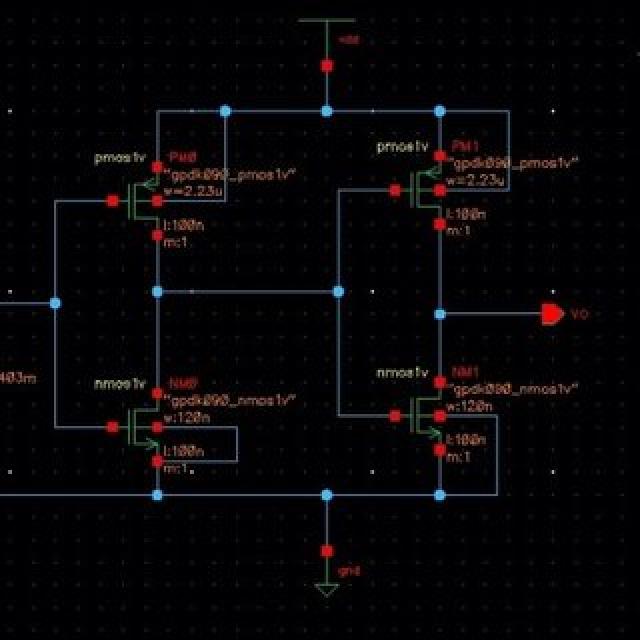 vdd
pmos1v
PM0
"gpdk090_pmos1v"
w=2.23u
l:100n
m:1
pmos1v
PM1
"gpdk090_pmos1v"
w=2.23u
l:100n
m:1
VO
403m
nmos1v
NM0
"gpdk090_nmos1v"
w:120n
l:100n
m:1
nmos1v
NM1
"gpdk090_nmos1v"
w:120n
l:100n
m:1
gnd